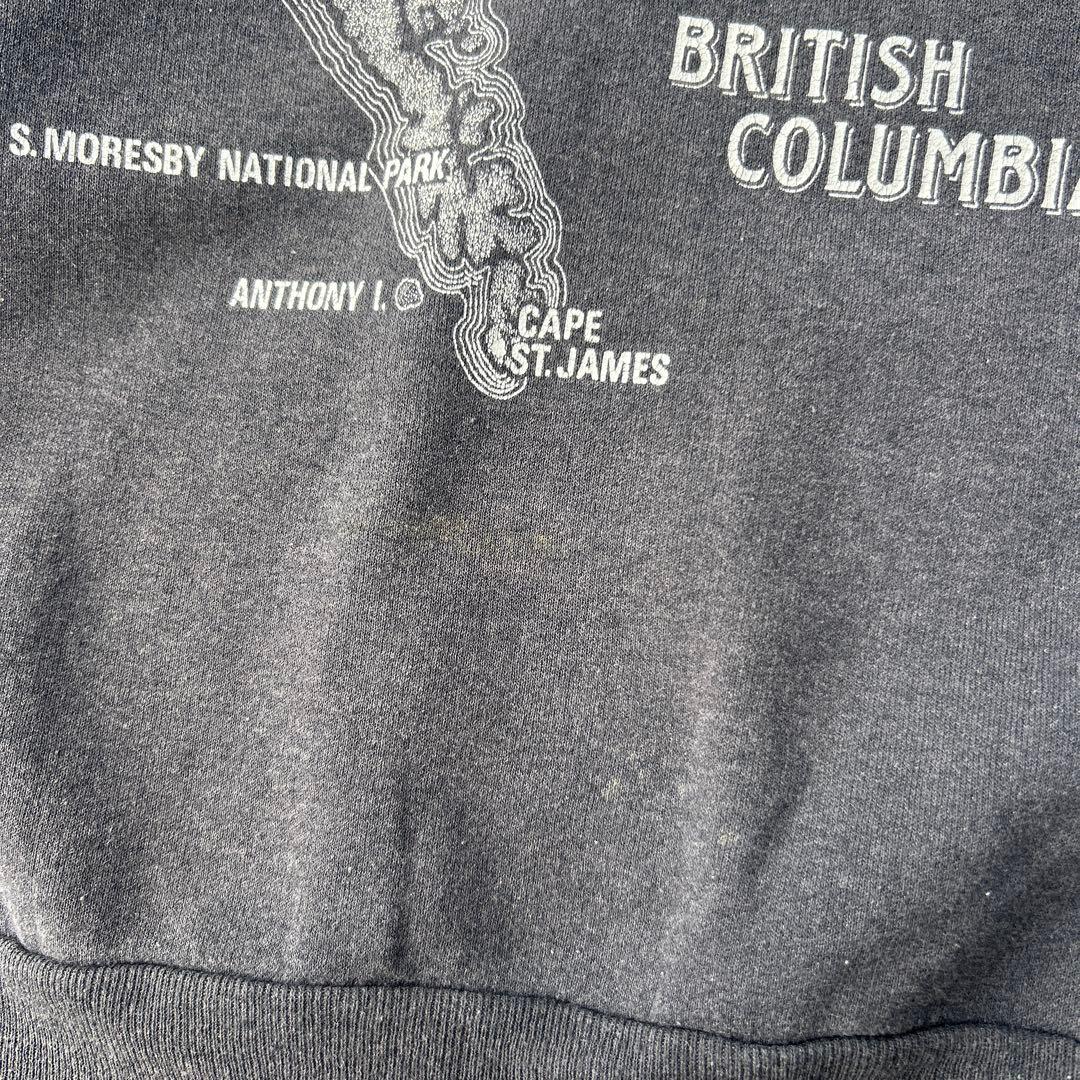 BRITISH
COLUMBIA
S. MORESBY NATIONAL PARK
ANTHONY I.
CAPE
ST. JAMES